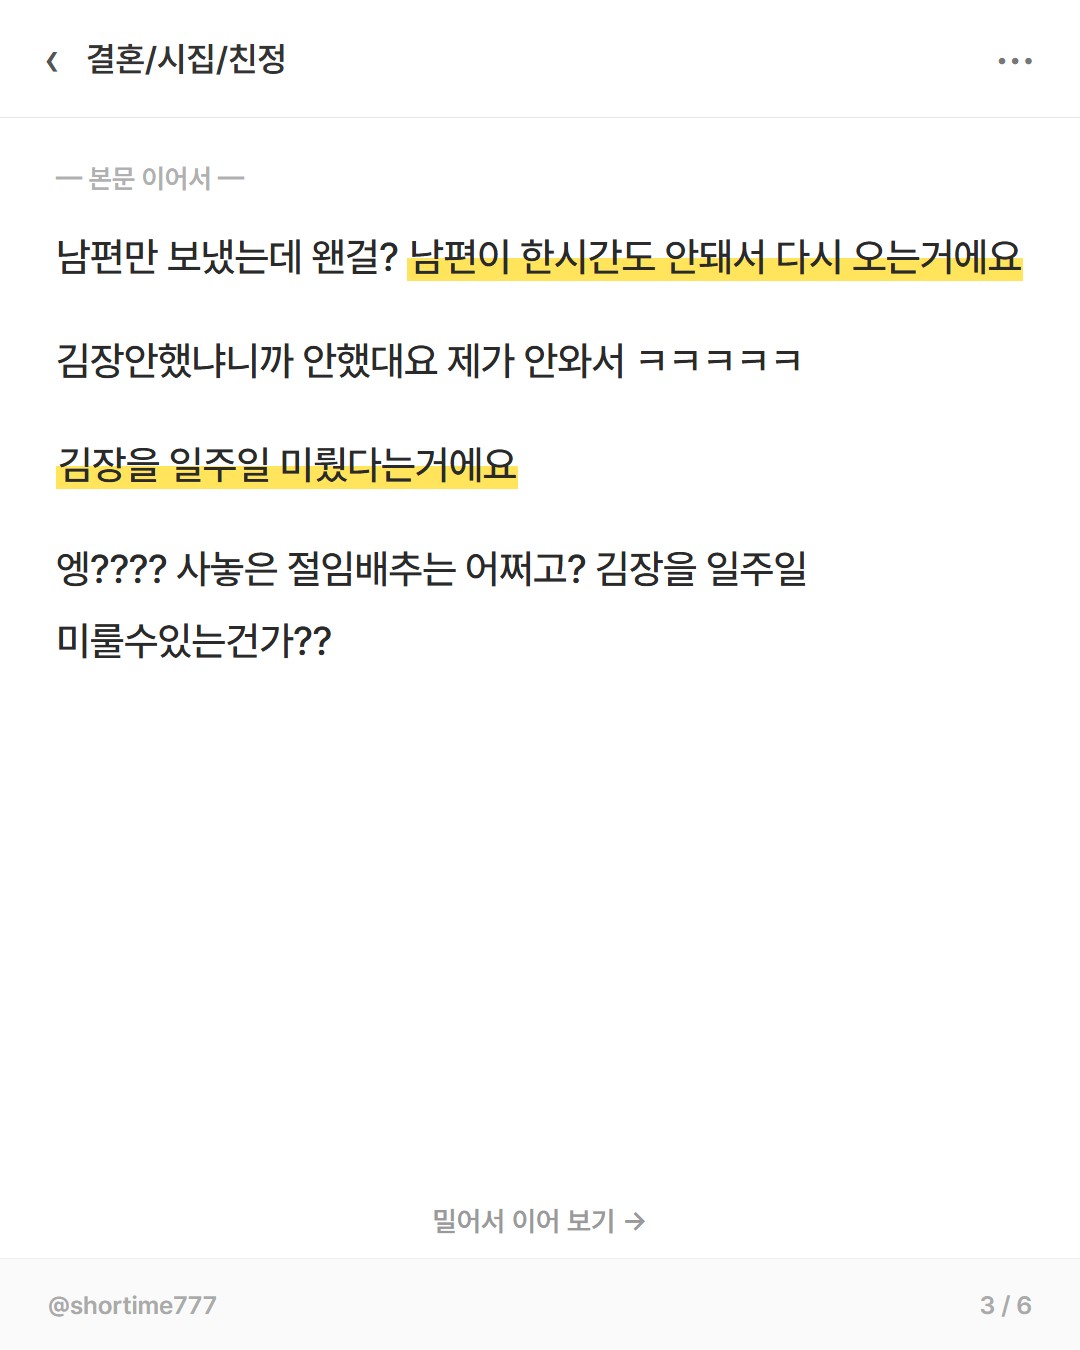 ‹ 결혼/시집/친정 •••
— 본문 이어서 —
남편만 보냈는데 왠걸? 남편이 한시간도 안돼서 다시 오는거에요
김장안했냐니까 안했대요 제가 안와서 ㅋㅋㅋㅋㅋ
김장을 일주일 미뤘다는거에요
엥???? 사놓은 절임배추는 어쩌고? 김장을 일주일
미룰수있는건가??
밀어서 이어 보기 →
@shortime777 3 / 6